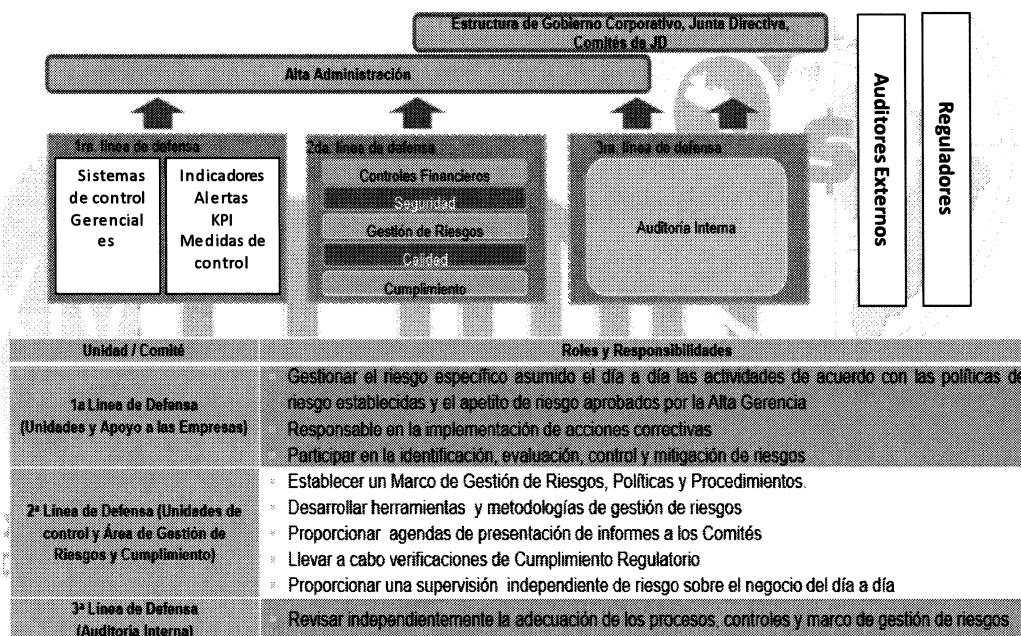 Estructura de Gobierno Corporativo, Junta Directiva,
Comités de JD
Alta Administración
1ra. línea de defensa
Sistemas
de control
Gerencial
es
Indicadores
Alertas
KPI
Medidas de
control
2da. línea de defensa
Controles Financieros
Seguridad
Gestión de Riesgos
Calidad
Cumplimiento
3ra. línea de defensa
Auditoría Interna
Auditores Externos
Reguladores
Unidad / Comité
Roles y Responsabilidades
1a Línea de Defensa
(Unidades y Apoyo a las Empresas)
Gestionar el riesgo específico asumido el día a día las actividades de acuerdo con las políticas de
riesgo establecidas y el apetito de riesgo aprobados por la Alta Gerencia
Responsable en la implementación de acciones correctivas
Participar en la identificación, evaluación, control y mitigación de riesgos
2ª Línea de Defensa (Unidades de
control y Área de Gestión de
Riesgos y Cumplimiento)
Establecer un Marco de Gestión de Riesgos, Políticas y Procedimientos.
Desarrollar herramientas y metodologías de gestión de riesgos
Proporcionar agendas de presentación de informes a los Comités
Llevar a cabo verificaciones de Cumplimiento Regulatorio
Proporcionar una supervisión independiente de riesgo sobre el negocio del día a día
3ª Línea de Defensa
(Auditoría Interna)
Revisar independientemente la adecuación de los procesos, controles y marco de gestión de riesgos